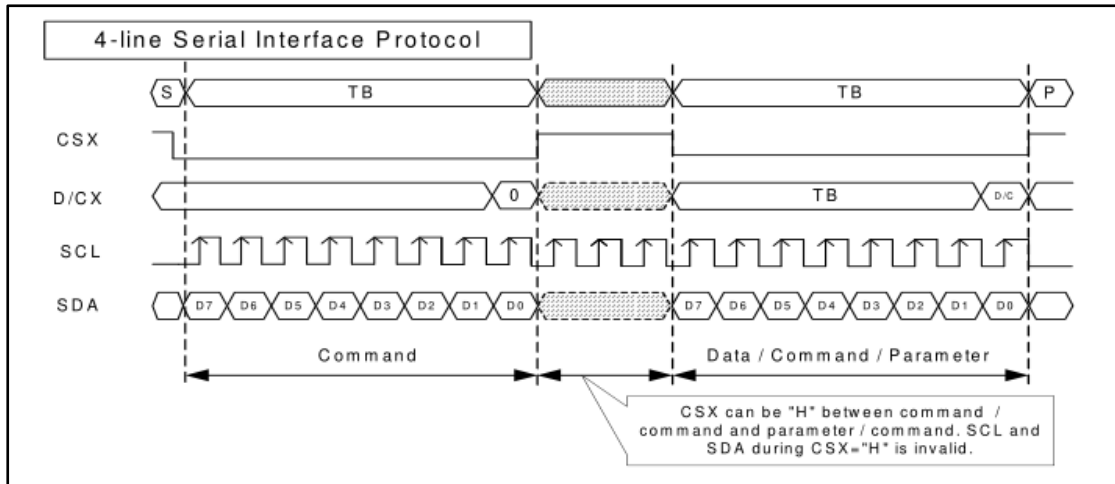 4-line Serial Interface Protocol
S TB TB P
CSX
D/CX 0 TB D/C
SCL
SDA D7 D6 D5 D4 D3 D2 D1 D0 D7 D6 D5 D4 D3 D2 D1 D0
Command Data / Command / Parameter
CSX can be "H" between command /
command and parameter / command. SCL and
SDA during CSX="H" is invalid.